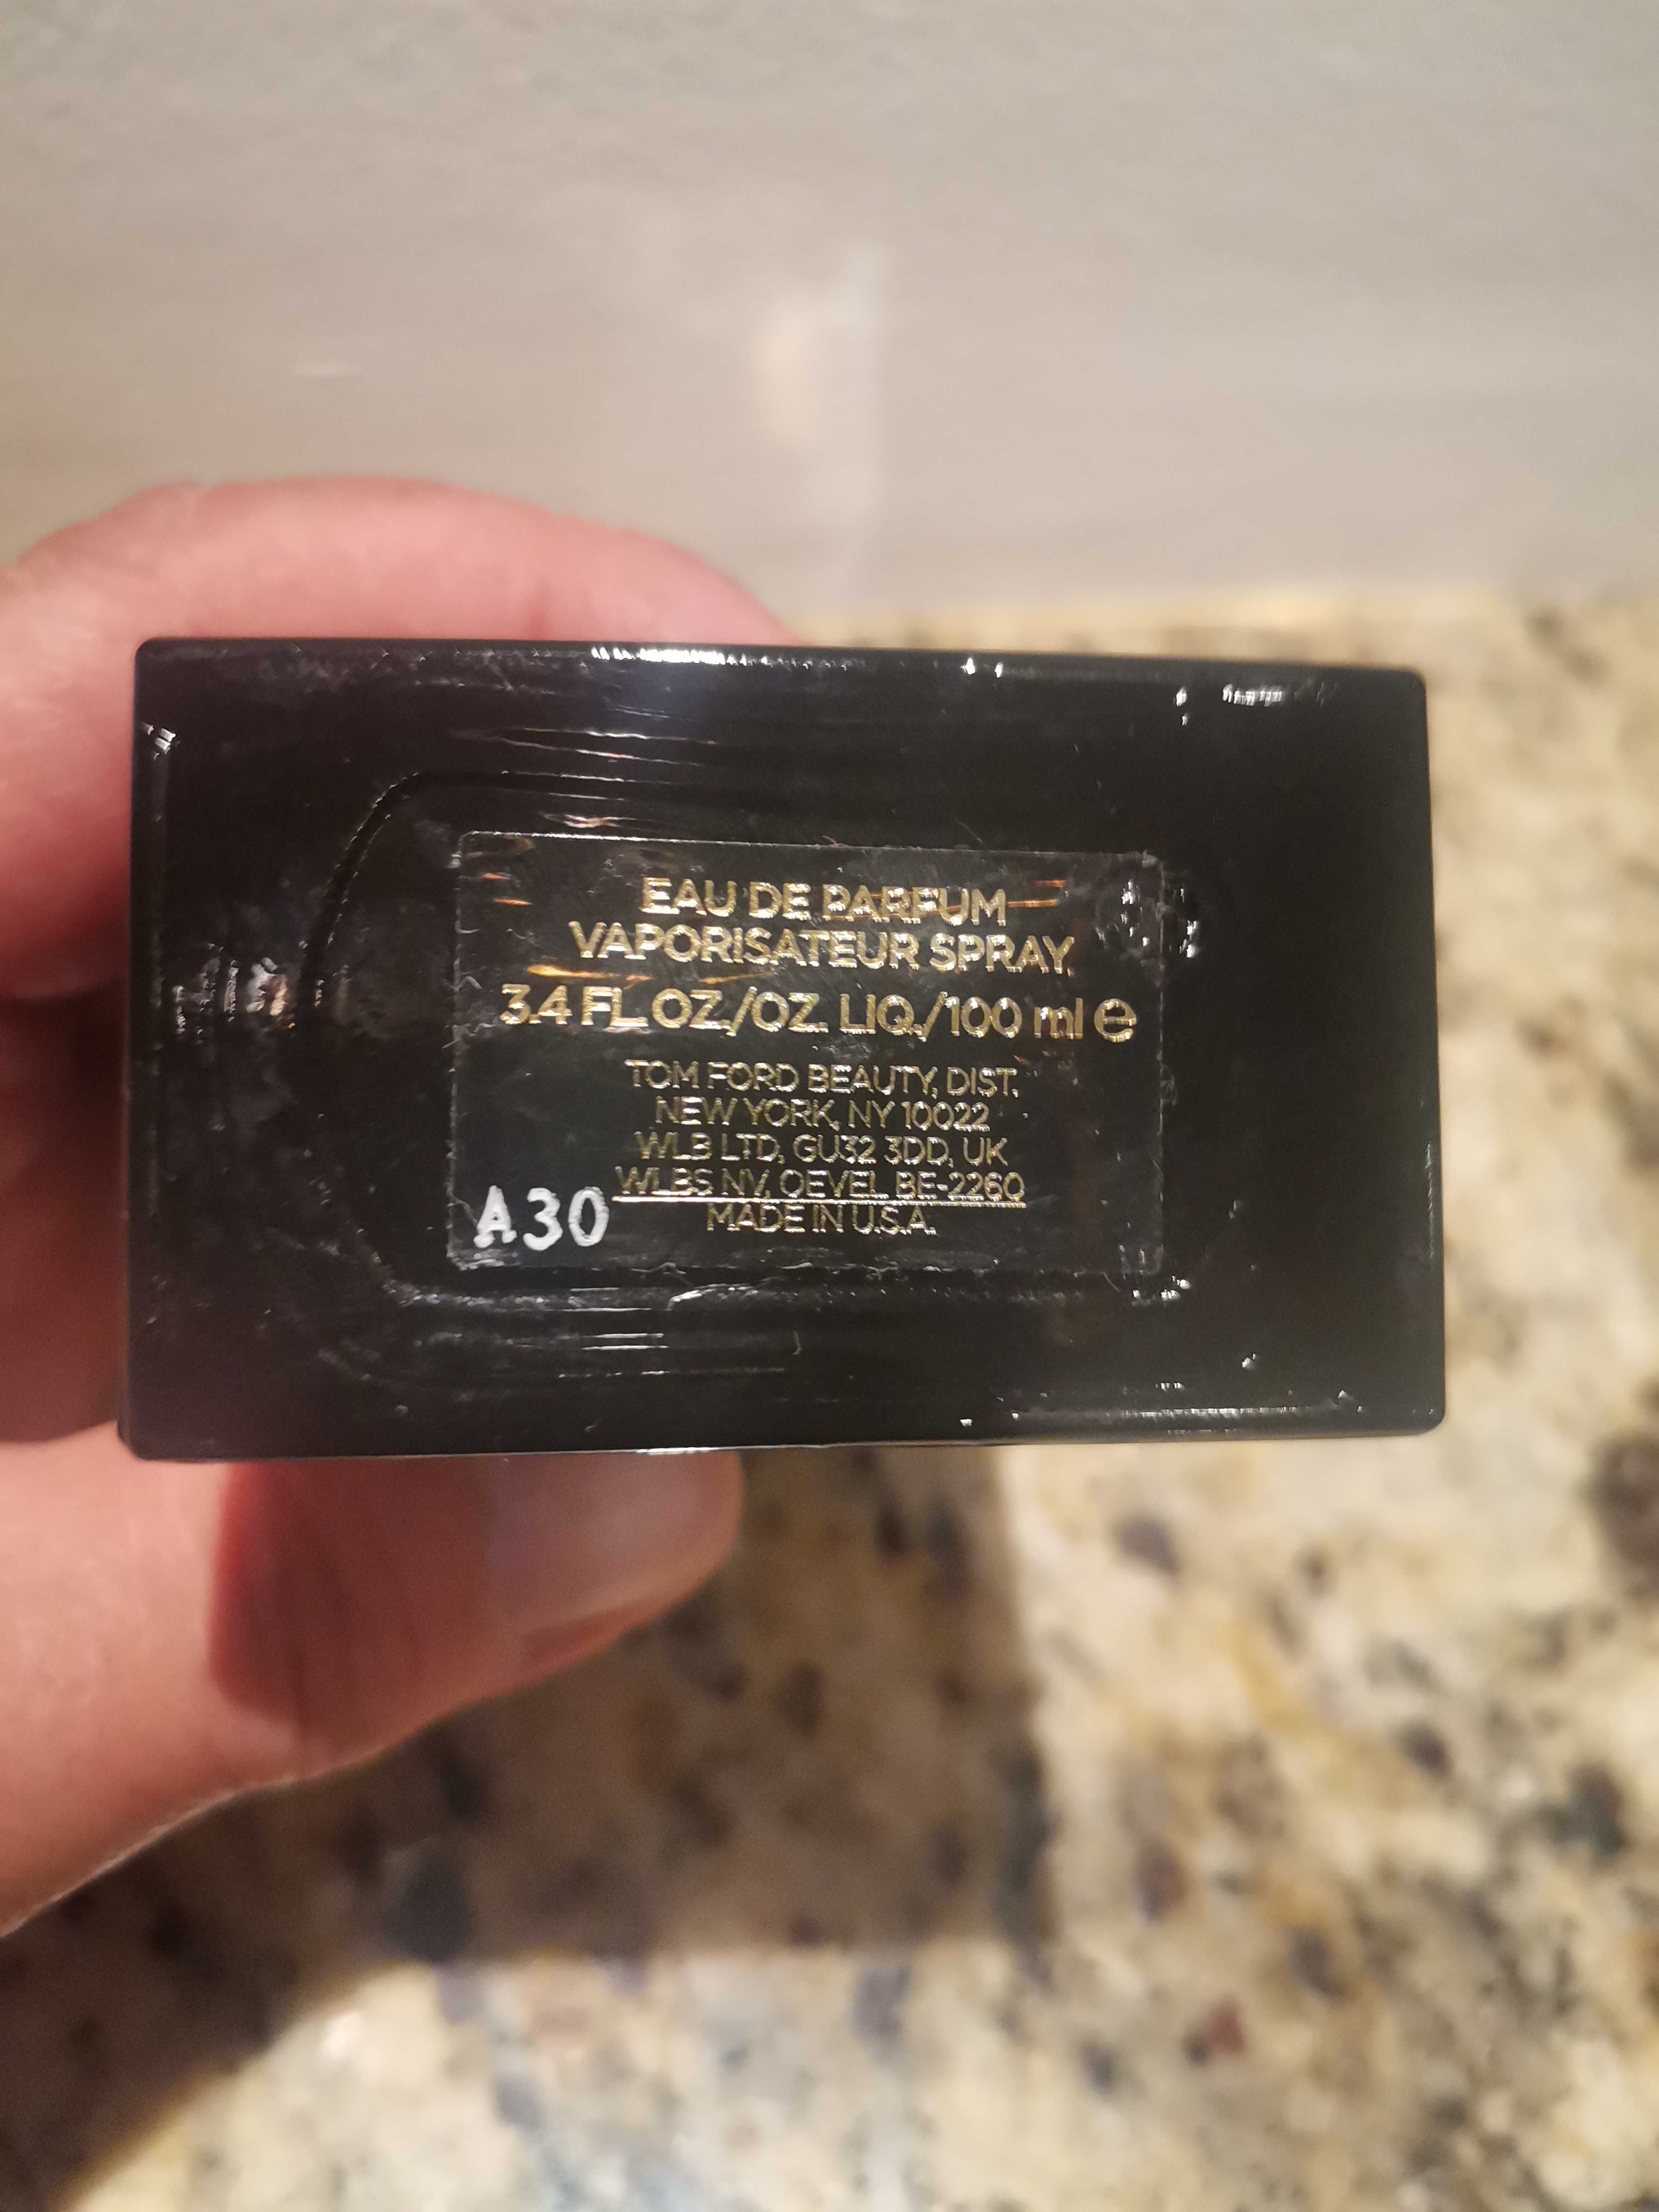 EAU DE PARFUM
VAPORISATEUR SPRAY
3.4 FL.OZ./OZ. LIQ./100 ml e
TOM FORD BEAUTY, DIST.
NEW YORK, NY 10022
WLB LTD, GU32 3DD, UK
WLBS NV, OEVEL BE-2260
MADE IN U.S.A.
A30